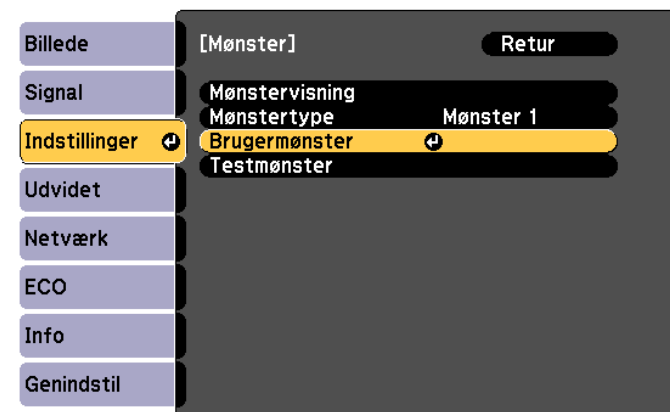 Billede
Signal
Indstillinger
Udvidet
Netværk
ECO
Info
Genindstil
[Mønster] Retur
Mønstervisning
Mønstertype Mønster 1
Brugermønster
Testmønster